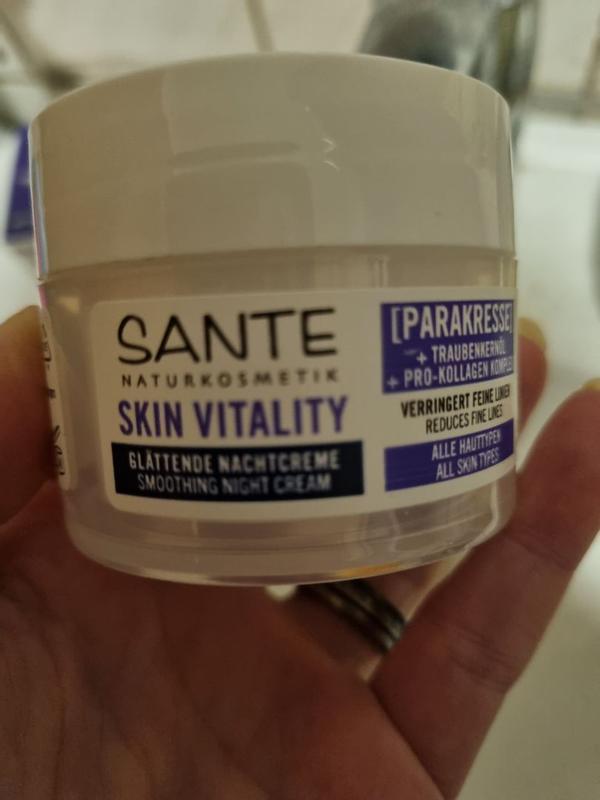 SANTE
NATURKOSMETIK
SKIN VITALITY
GLÄTTENDE NACHTCREME
SMOOTHING NIGHT CREAM
[PARAKRESSE]
+ TRAUBENKERNÖL
+ PRO-KOLLAGEN KOMPLEX
VERRINGERT FEINE LINIEN
REDUCES FINE LINES
ALLE HAUTTYPEN
ALL SKIN TYPES